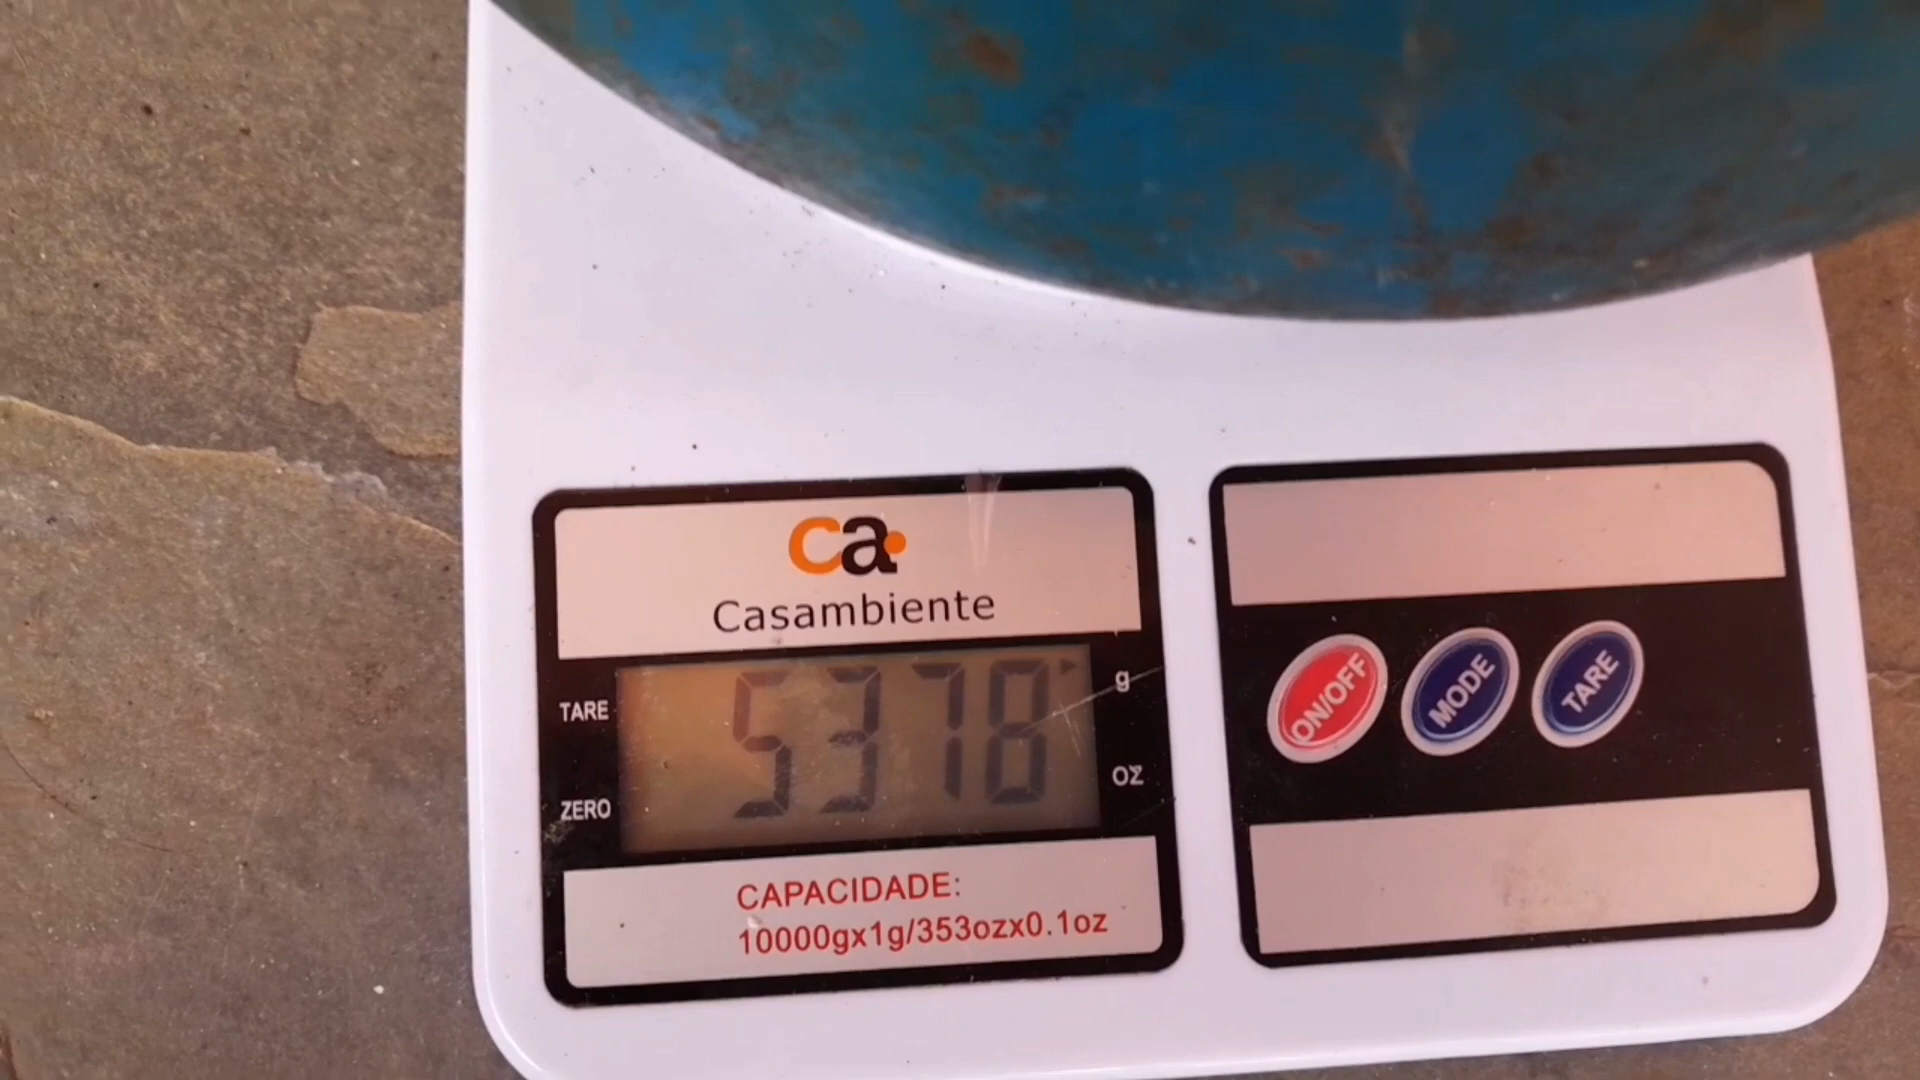 ca
Casambiente
TARE
5378
g
ZERO
oz
CAPACIDADE:
10000gx1g/353ozx0.1oz
ON/OFF
MODE
TARE